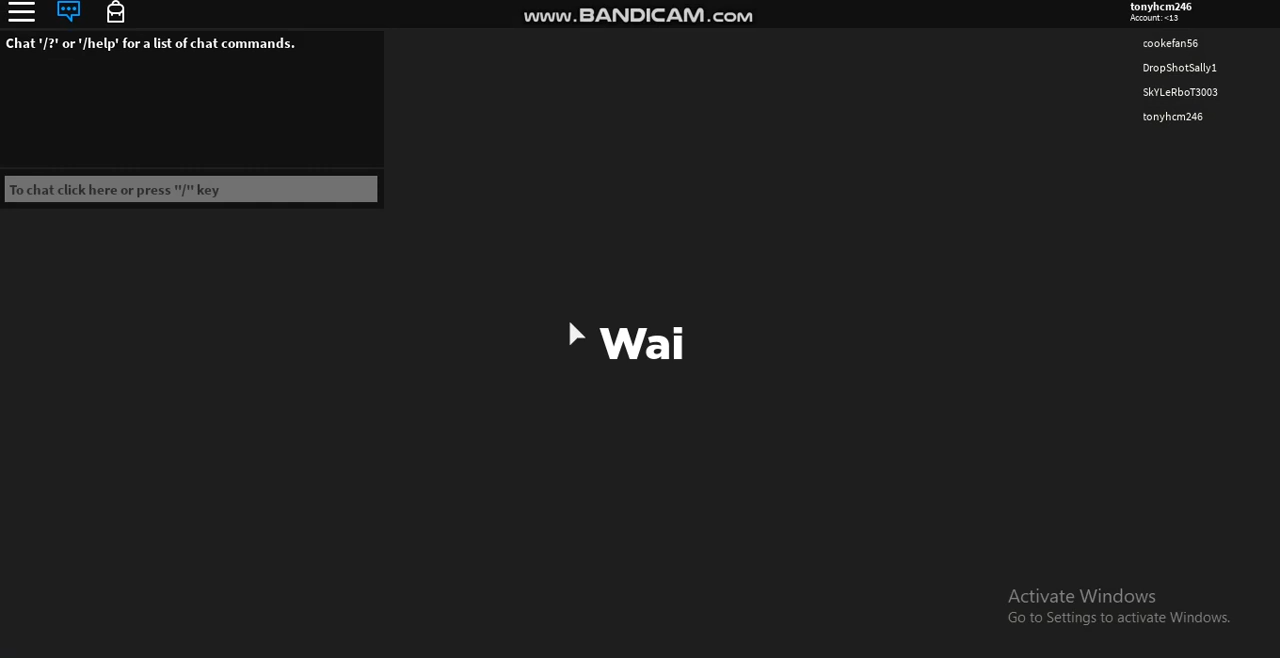 www.BANDICAM.com
tonyhcm246
Account: <13
Chat '/?' or '/help' for a list of chat commands.
cookefan56
DropShotSally1
SkYLeRboT3003
tonyhcm246
To chat click here or press "/" key
Wai
Activate Windows
Go to Settings to activate Windows.